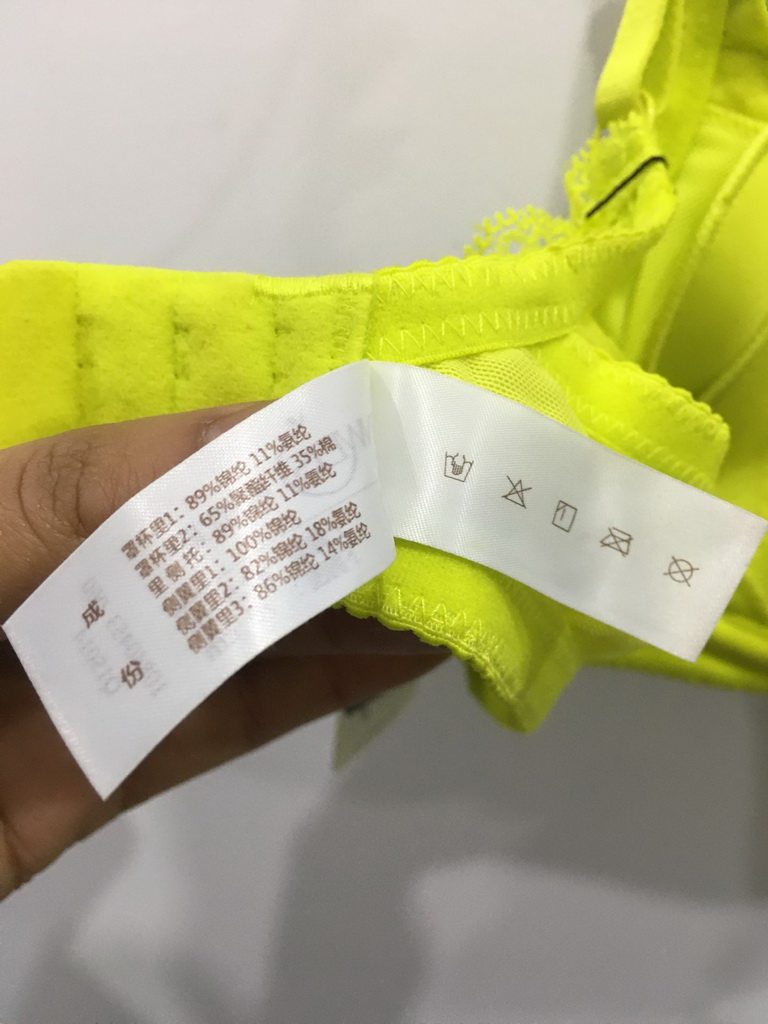 成份
罩杯里1：89%锦纶 11%氨纶
罩杯里2：65%聚酯纤维 35%棉
里侧托：89%锦纶 11%氨纶
侧翼里1：100%锦纶
侧翼里2：82%锦纶 18%氨纶
侧翼里3：86%锦纶 14%氨纶